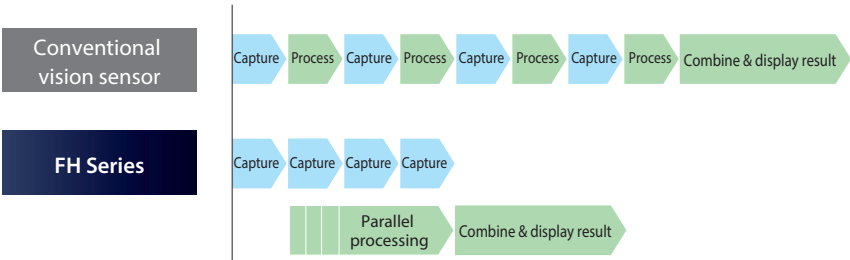 Conventional
vision sensor
Capture Process Capture Process Capture Process Capture Process Combine & display result
FH Series
Capture Capture Capture Capture
Parallel
processing
Combine & display result